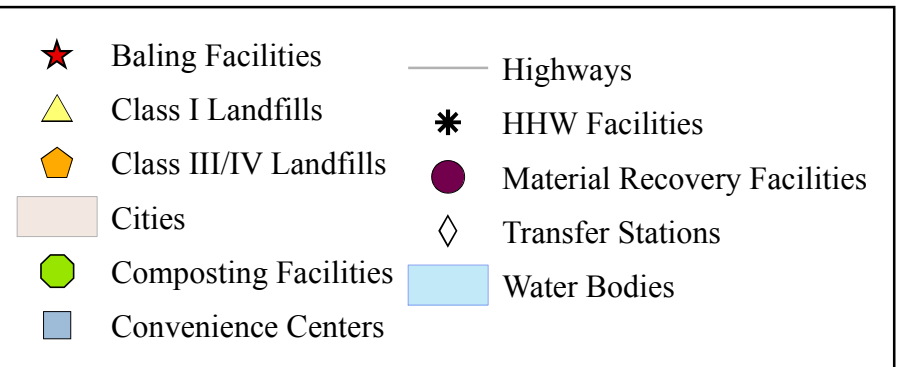 Baling Facilities
Class I Landfills
Class III/IV Landfills
Cities
Composting Facilities
Convenience Centers
Highways
HHW Facilities
Material Recovery Facilities
Transfer Stations
Water Bodies